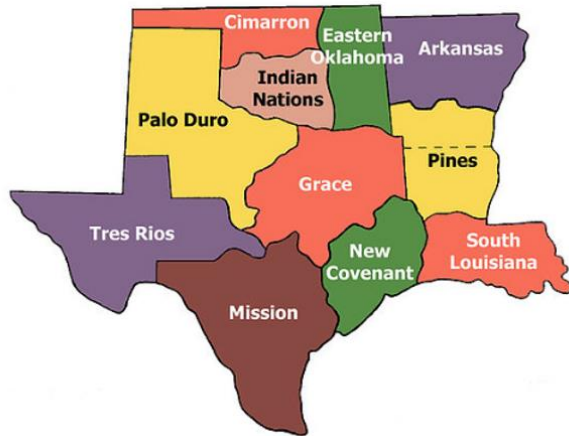 Cimarron
Eastern
Oklahoma
Arkansas
Indian
Nations
Palo Duro
Pines
Grace
Tres Rios
New
Covenant
South
Louisiana
Mission